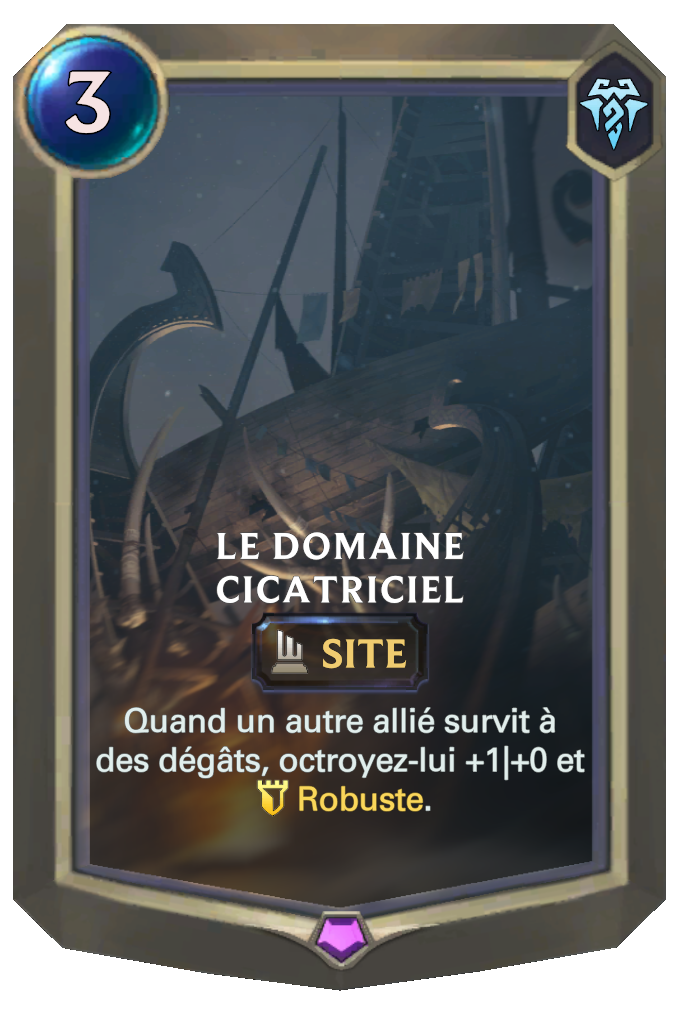 3
LE DOMAINE
CICATRICIEL
SITE
Quand un autre allié survit à
des dégâts, octroyez-lui +1|+0 et
Robuste.